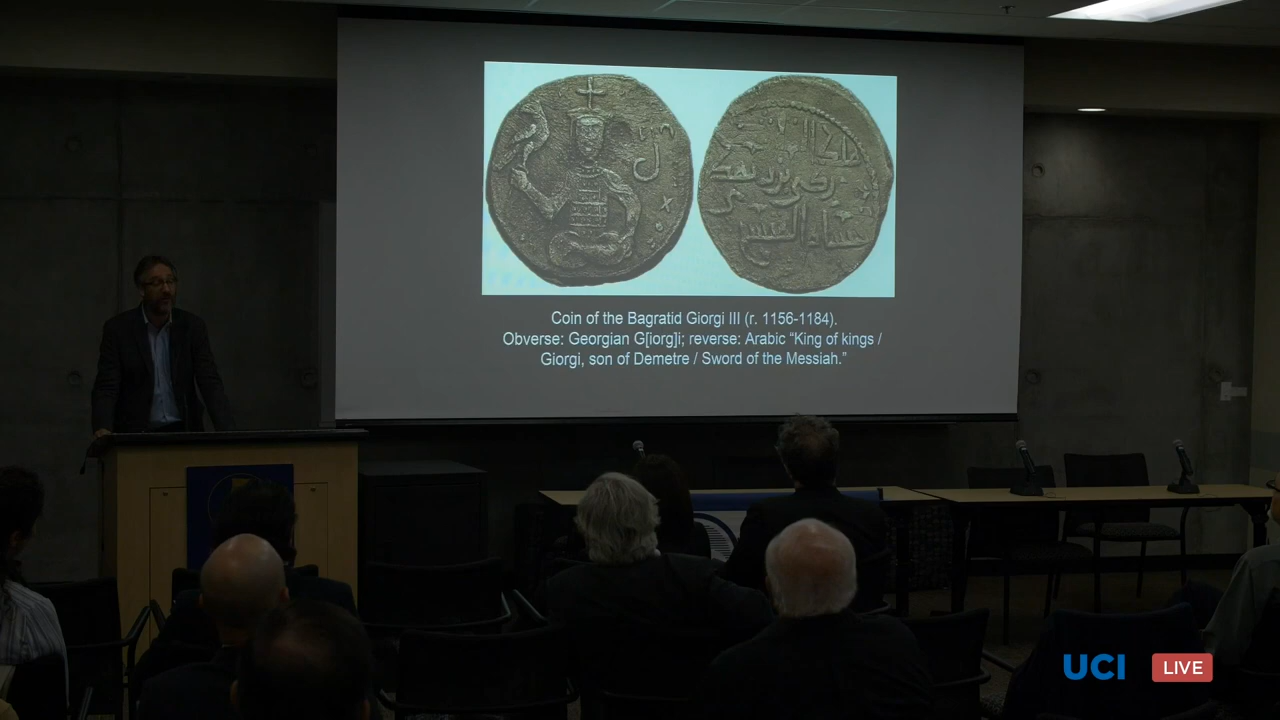 Coin of the Bagratid Giorgi III (r. 1156-1184).
Obverse: Georgian G[iorg]i; reverse: Arabic “King of kings /
Giorgi, son of Demetre / Sword of the Messiah.”
UCI
LIVE